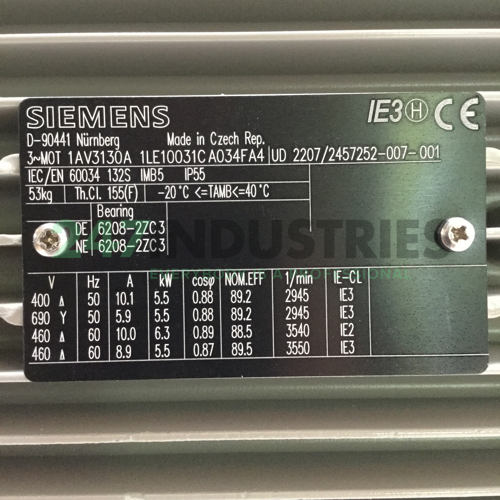 SIEMENS IE3 H CE
D-90441 Nürnberg Made in Czech Rep.
3~MOT 1AV3130A 1LE10031CA034FA4 UD 2207/2457252-007-001
IEC/EN 60034 132S IMB5 IP55
53kg Th.Cl. 155(F) -20°C <=TAMB<=40°C
Bearing
DE 6208-2ZC3
NE 6208-2ZC3
INDUSTRIES
V Hz A kW cosφ NOM.EFF 1/min IE-CL
400 Δ 50 10.1 5.5 0.88 89.2 2945 IE3
690 Y 50 5.9 5.5 0.88 89.2 2945 IE3
460 Δ 60 10.0 6.3 0.89 88.5 3540 IE2
460 Δ 60 8.9 5.5 0.87 89.5 3550 IE3